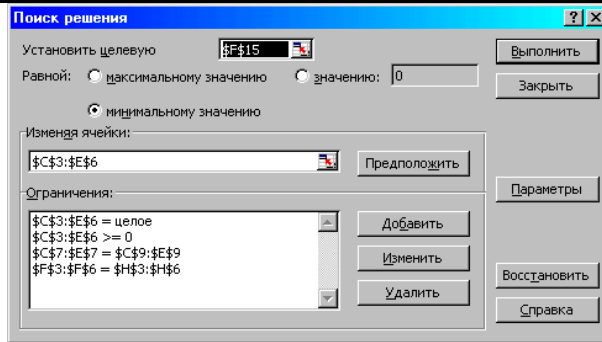 Поиск решения
Установить целевую $F$15 Выполнить
Равной: максимальному значению значению: 0 Закрыть
минимальному значению
Изменяя ячейки:
$C$3:$E$6 Предположить
Ограничения: Параметры
$C$3:$E$6 = целое Добавить
$C$3:$E$6 >= 0
$C$7:$E$7 = $C$9:$E$9 Изменить
$F$3:$F$6 = $H$3:$H$6 Восстановить
Удалить
Справка